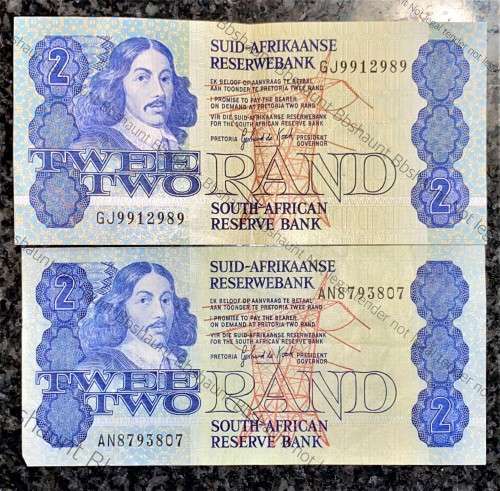 2
SUID-AFRIKAANSE
RESERWEBANK
GJ9912989
EK BELOOF OP AANVRAAG TE BETAAL
AAN TOONDER TE PRETORIA TWEE RAND
I PROMISE TO PAY THE BEARER
ON DEMAND AT PRETORIA TWO RAND
VIR DIE SUID-AFRIKAANSE RESERWEBANK
FOR THE SOUTH AFRICAN RESERVE BANK
PRETORIA PRESIDENT
GOVERNOR
TWEE
TWO RAND
2
GJ9912989
SOUTH AFRICAN
RESERVE BANK
2
SUID-AFRIKAANSE
RESERWEBANK
AN8793807
EK BELOOF OP AANVRAAG TE BETAAL
AAN TOONDER TE PRETORIA TWEE RAND
I PROMISE TO PAY THE BEARER
ON DEMAND AT PRETORIA TWO RAND
VIR DIE SUID-AFRIKAANSE RESERWEBANK
FOR THE SOUTH AFRICAN RESERVE BANK
PRETORIA PRESIDENT
GOVERNOR
TWEE
TWO RAND
2
AN8793807
SOUTH AFRICAN
RESERVE BANK
Bbshaunt Not legal tender